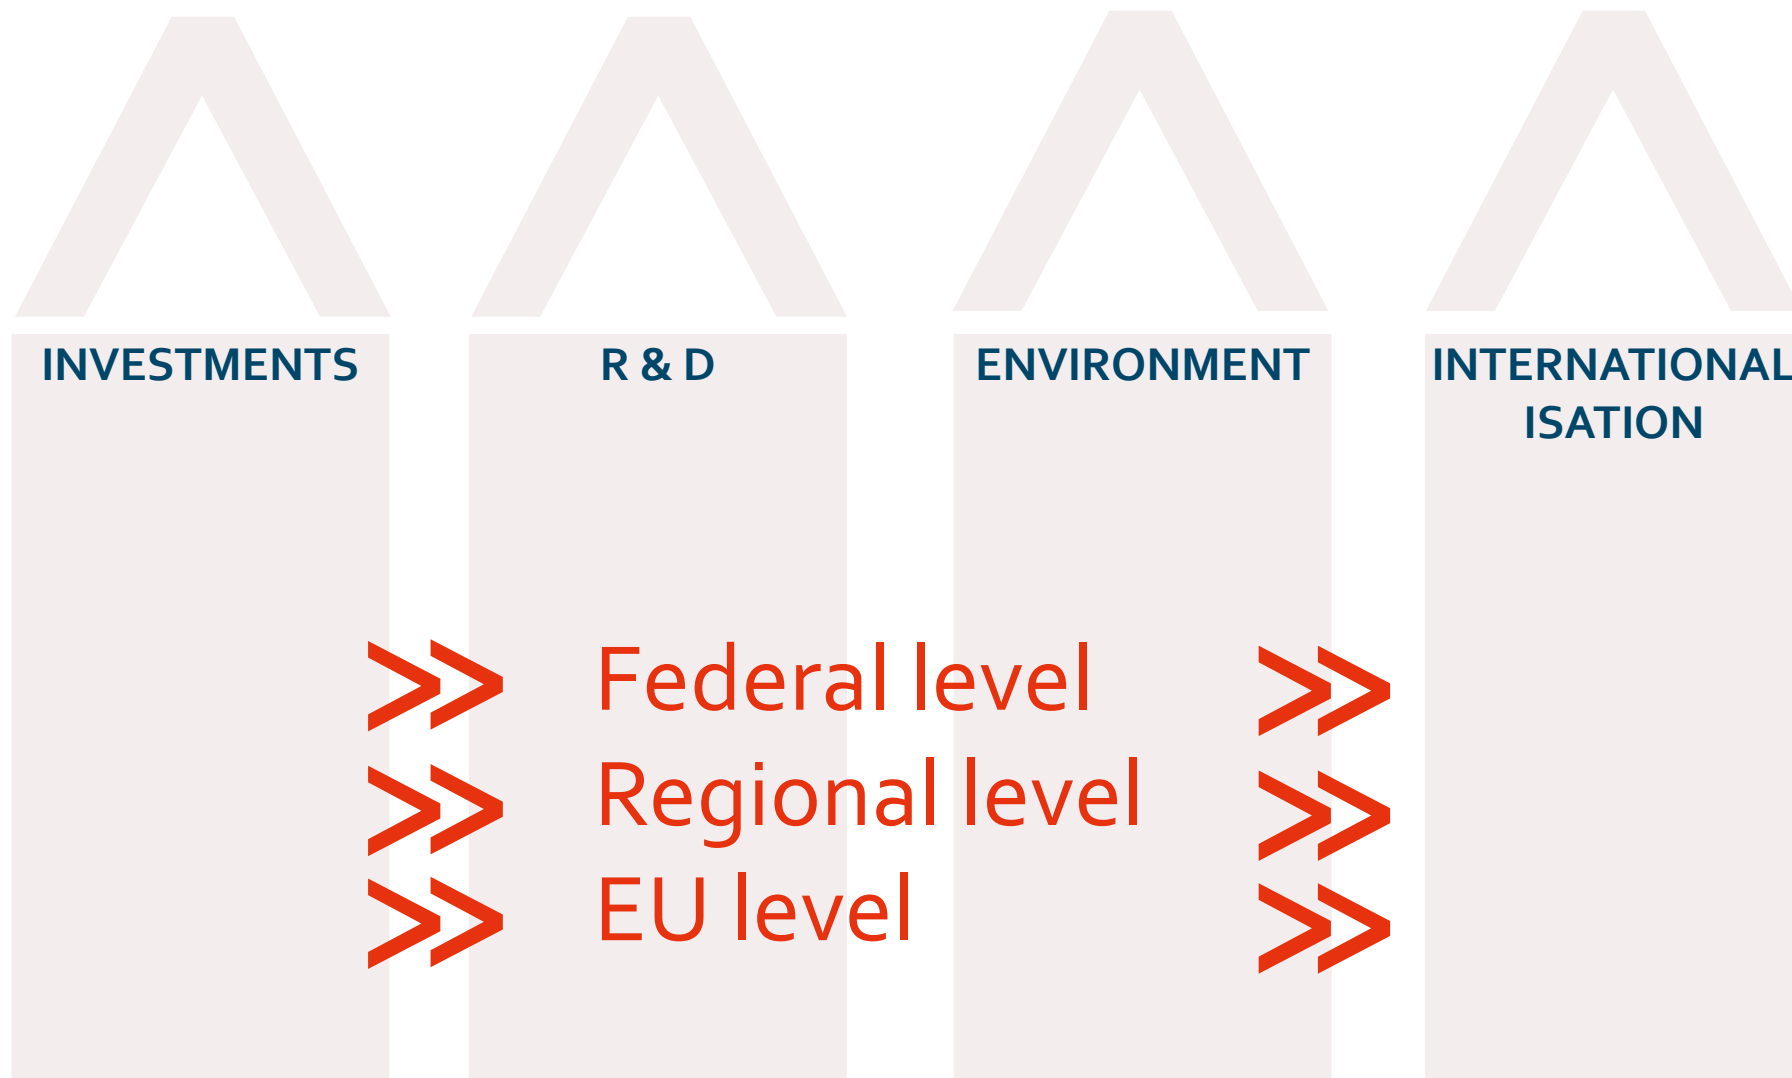 INVESTMENTS
R & D
ENVIRONMENT
INTERNATIONAL
ISATION
Federal level
Regional level
EU level